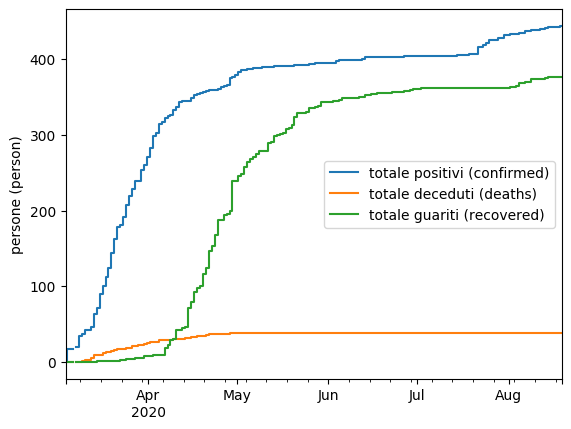 400
300
200
100
0
persone (person)
totale positivi (confirmed)
totale deceduti (deaths)
totale guariti (recovered)
Apr
2020
May
Jun
Jul
Aug